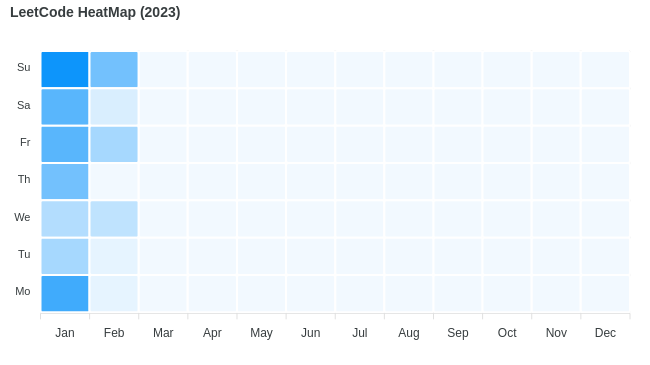 LeetCode HeatMap (2023)
Su
Sa
Fr
Th
We
Tu
Mo
Jan Feb Mar Apr May Jun Jul Aug Sep Oct Nov Dec